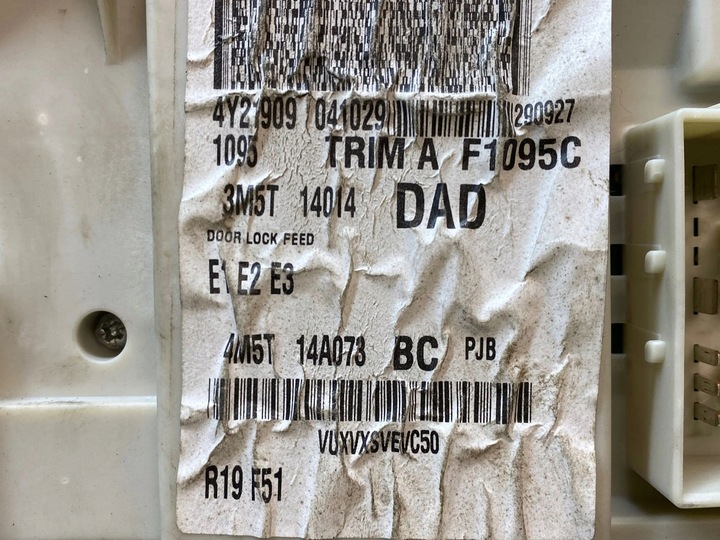 4Y21909 041029 290927
1095 TRIM A F1095C
3M5T 14014 DAD
DOOR LOCK FEED
E1 E2 E3
4M5T 14A073 BC PJB
VUXVXSVEVC50
R19 F51